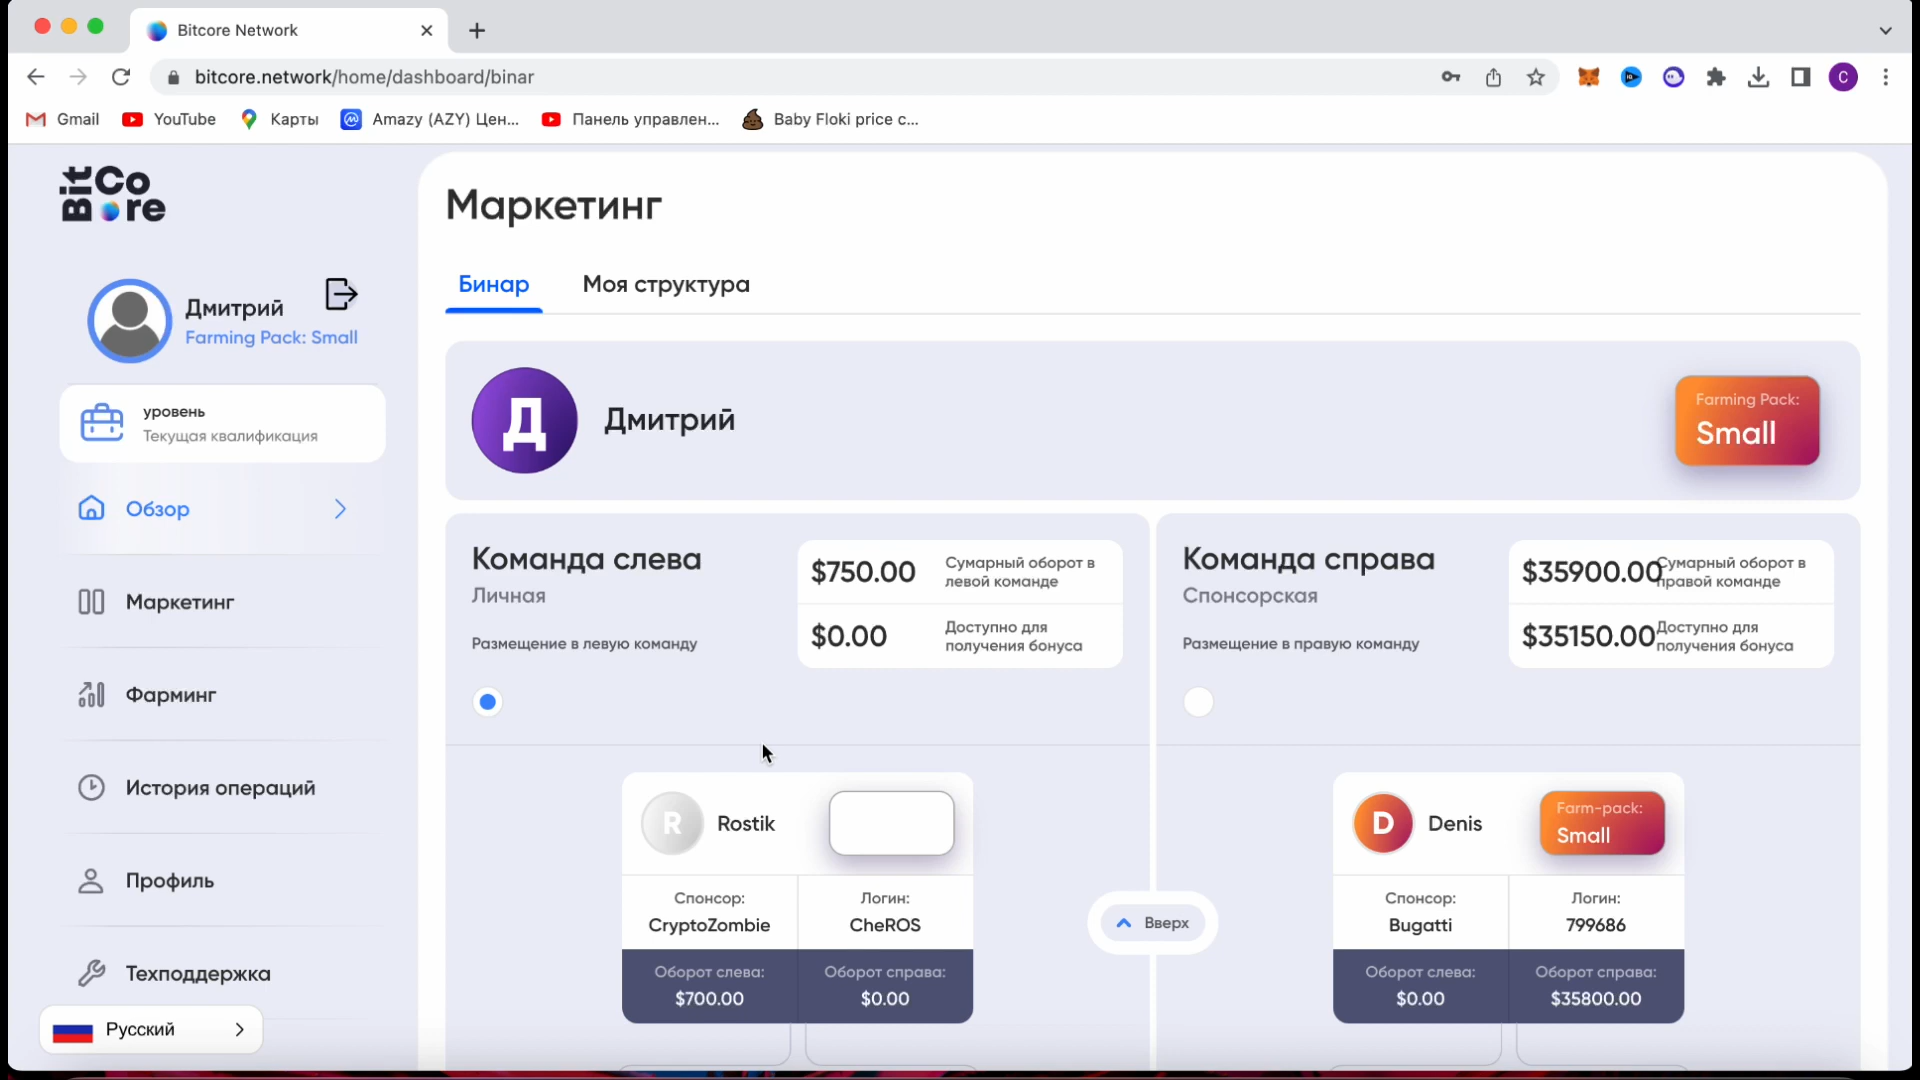 Bitcore Network
bitcore.network/home/dashboard/binar
C
Gmail
YouTube
Карты
Amazy (AZY) Цен...
Панель управлен...
Baby Floki price c...
BitCo
re
Маркетинг
Бинар
Моя структура
Дмитрий
Farming Pack: Small
уровень
Текущая квалификация
Обзор
Маркетинг
Фарминг
История операций
Профиль
Техподдержка
Русский
Д
Дмитрий
Farming Pack:
Small
Команда слева
Личная
Размещение в левую команду
$750.00
Сумарный оборот в
левой команде
$0.00
Доступно для
получения бонуса
Команда справа
Спонсорская
Размещение в правую команду
$35900.00
Сумарный оборот в
правой команде
$35150.00
Доступно для
получения бонуса
R
Rostik
Спонсор:
CryptoZombie
Логин:
CheROS
Оборот слева:
$700.00
Оборот справа:
$0.00
Вверх
D
Denis
Farm-pack:
Small
Спонсор:
Bugatti
Логин:
799686
Оборот слева:
$0.00
Оборот справа:
$35800.00